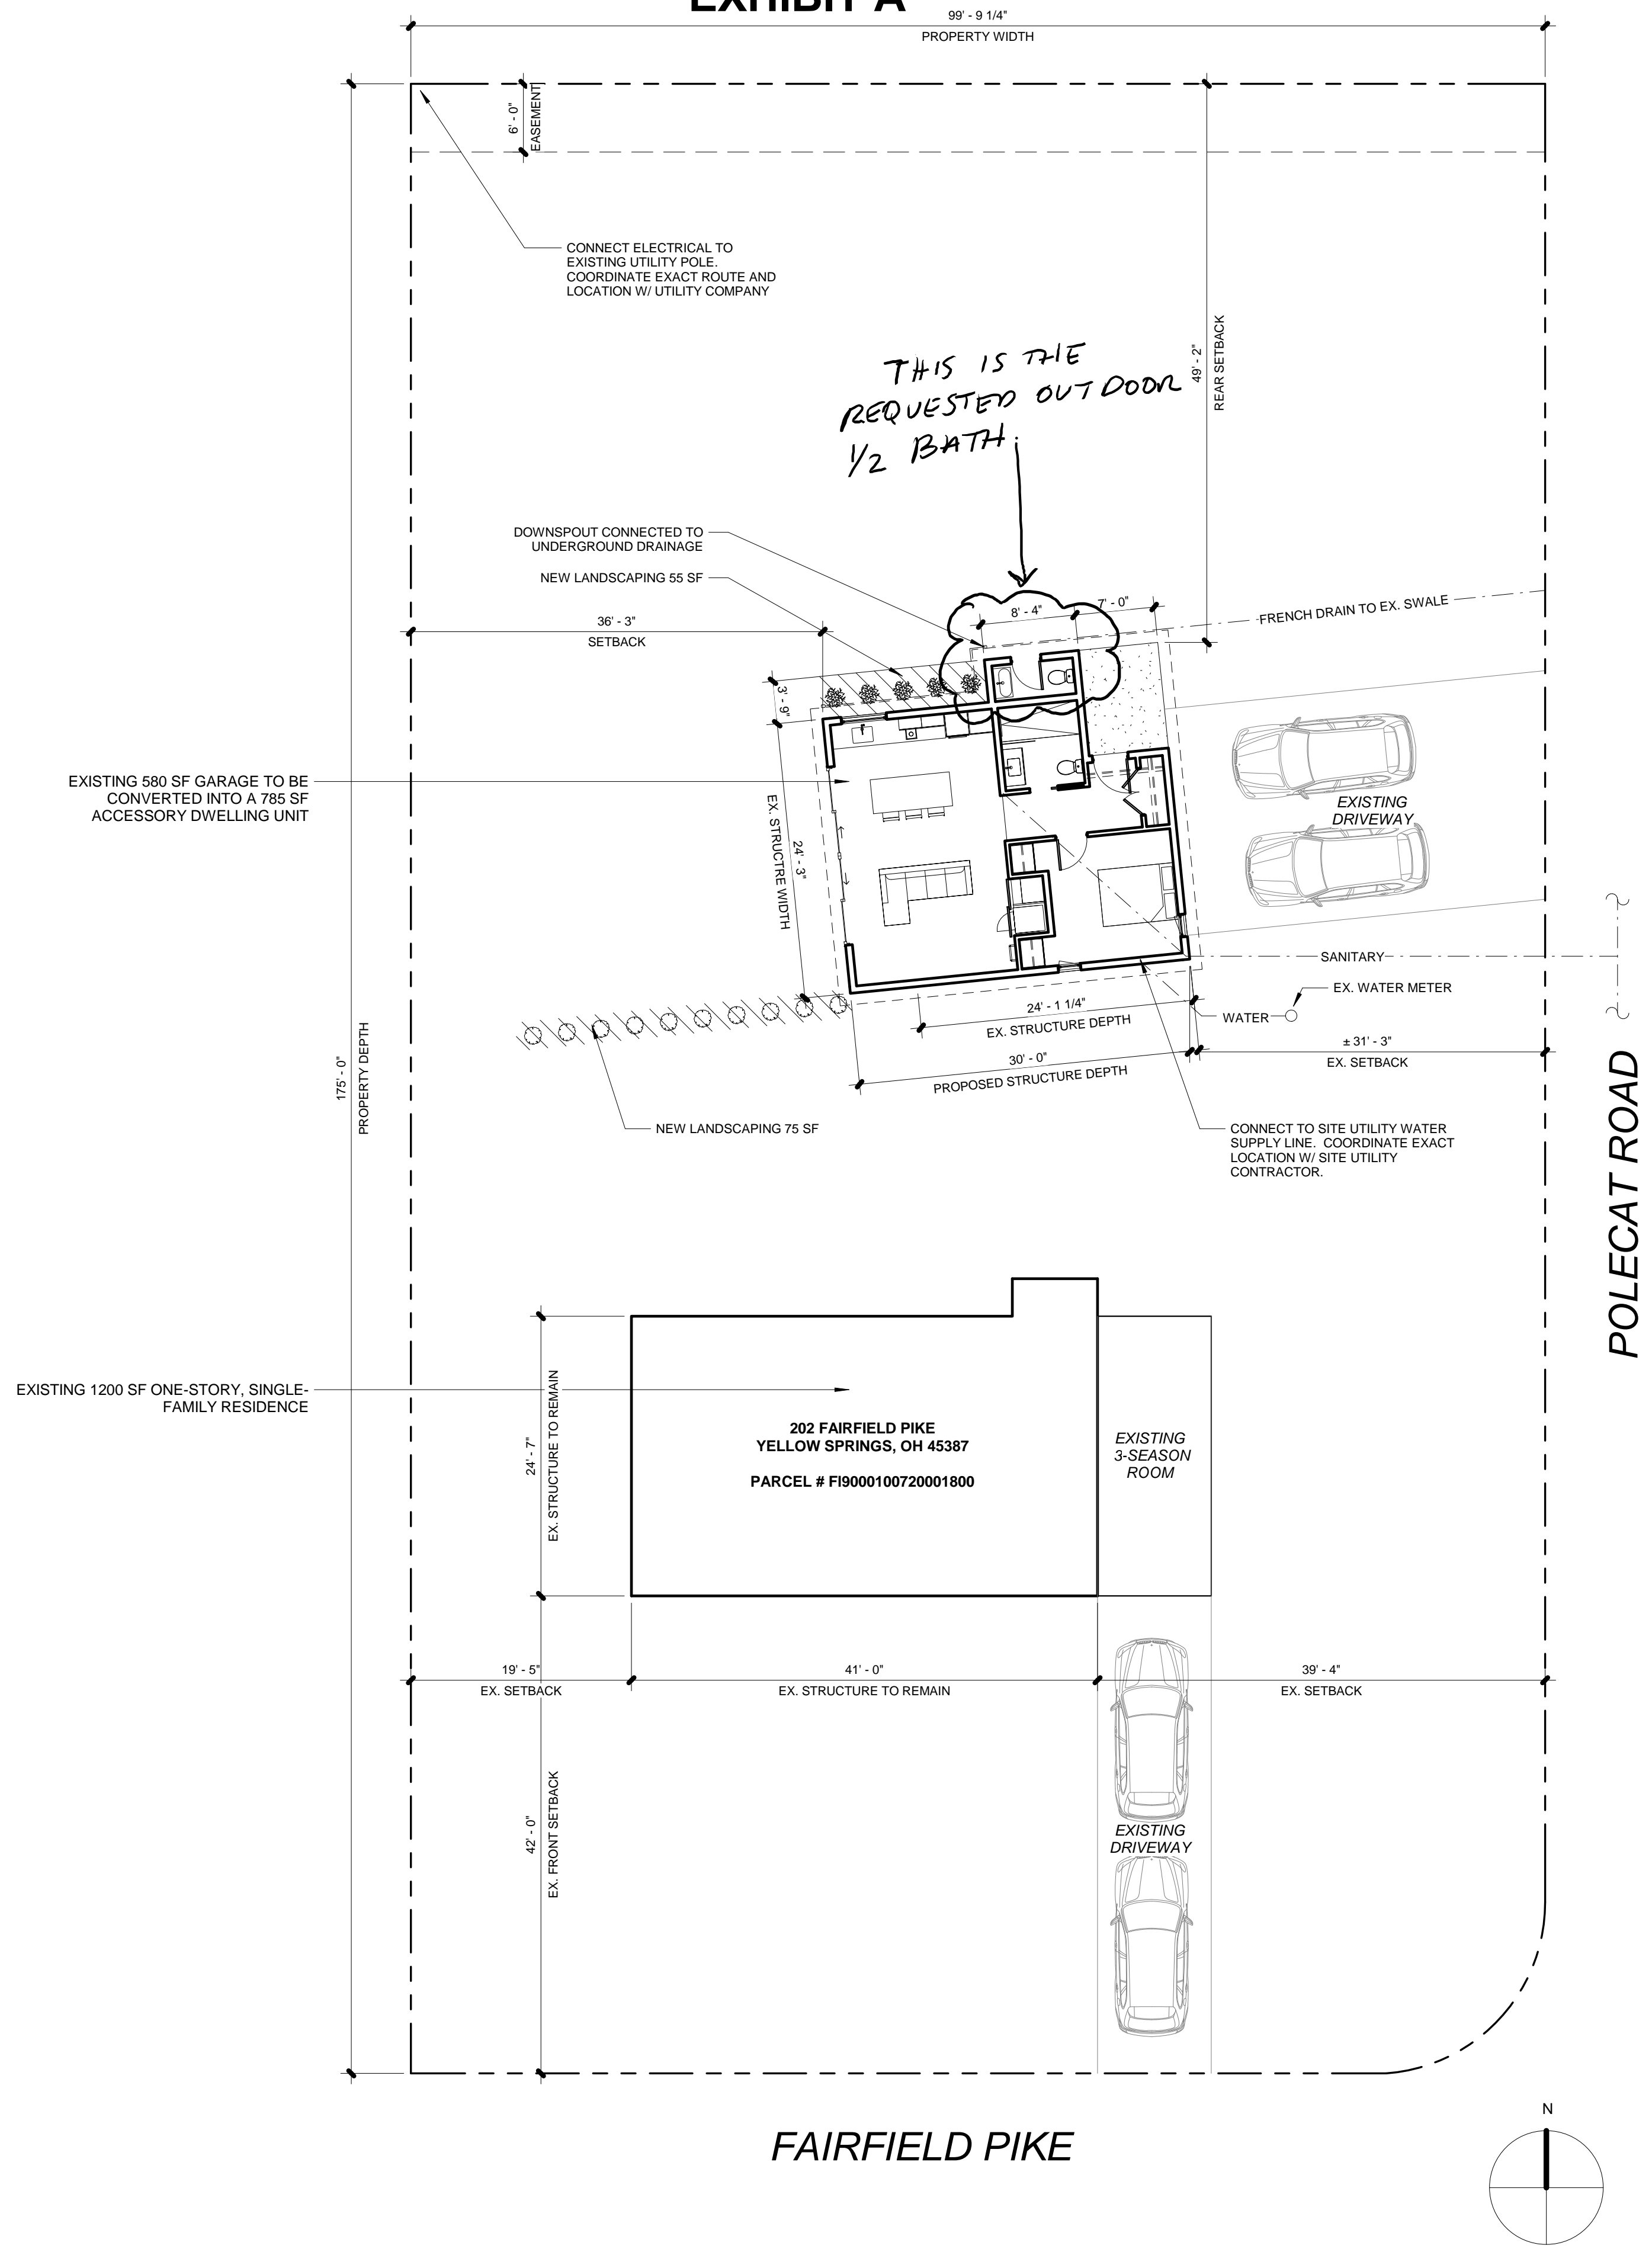 EXHIBIT A
99' - 9 1/4"
PROPERTY WIDTH
6' - 0"
EASEMENT
CONNECT ELECTRICAL TO
EXISTING UTILITY POLE.
COORDINATE EXACT ROUTE AND
LOCATION W/ UTILITY COMPANY
49' - 2"
REAR SETBACK
THIS IS THE
REQUESTED OUTDOOR
1/2 BATH.
DOWNSPOUT CONNECTED TO
UNDERGROUND DRAINAGE
NEW LANDSCAPING 55 SF
36' - 3"
SETBACK
8' - 4"
7' - 0"
FRENCH DRAIN TO EX. SWALE
3' - 9"
EXISTING 580 SF GARAGE TO BE
CONVERTED INTO A 785 SF
ACCESSORY DWELLING UNIT
24' - 3"
EX. STRUCTRE WIDTH
EXISTING
DRIVEWAY
SANITARY
EX. WATER METER
WATER
24' - 1 1/4"
EX. STRUCTURE DEPTH
30' - 0"
PROPOSED STRUCTURE DEPTH
± 31' - 3"
EX. SETBACK
175' - 0"
PROPERTY DEPTH
NEW LANDSCAPING 75 SF
CONNECT TO SITE UTILITY WATER
SUPPLY LINE. COORDINATE EXACT
LOCATION W/ SITE UTILITY
CONTRACTOR.
POLECAT ROAD
EXISTING 1200 SF ONE-STORY, SINGLE-
FAMILY RESIDENCE
24' - 7"
EX. STRUCTURE TO REMAIN
202 FAIRFIELD PIKE
YELLOW SPRINGS, OH 45387
PARCEL # FI9000100720001800
EXISTING
3-SEASON
ROOM
19' - 5"
EX. SETBACK
41' - 0"
EX. STRUCTURE TO REMAIN
39' - 4"
EX. SETBACK
42' - 0"
EX. FRONT SETBACK
EXISTING
DRIVEWAY
FAIRFIELD PIKE
N